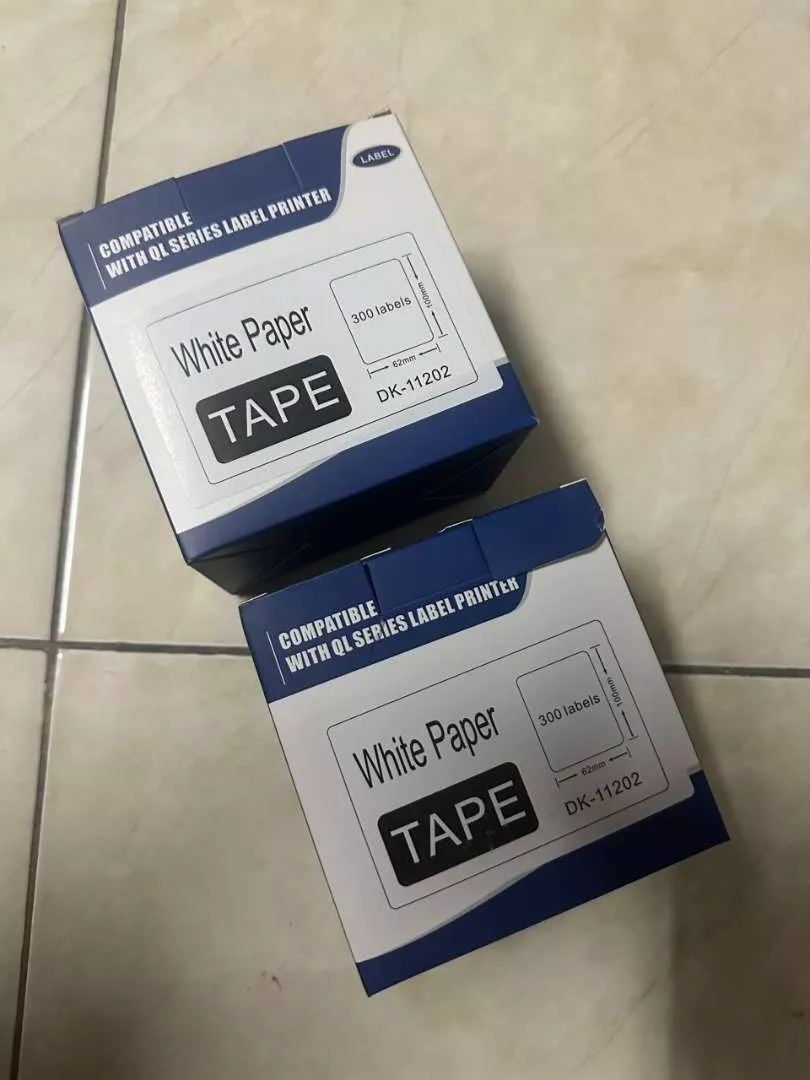 LABEL
COMPATIBLE
WITH QL SERIES LABEL PRINTER
White Paper
TAPE
300 labels
100mm
62mm
DK-11202
COMPATIBLE
WITH QL SERIES LABEL PRINTER
White Paper
TAPE
300 labels
100mm
62mm
DK-11202